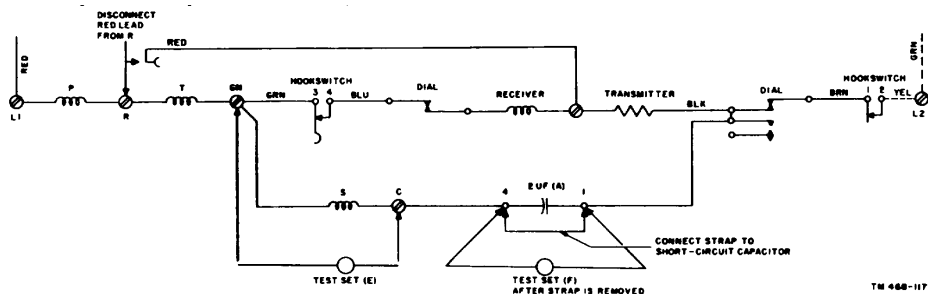 DISCONNECT
RED LEAD
FROM R
RED
RED
GRN
P
T
GN
GRN
HOOKSWITCH
3 4
BLU
DIAL
RECEIVER
TRANSMITTER
BLK
DIAL
BRN
HOOKSWITCH
1 2
YEL
L1
R
L2
S
C
4
2 UF (A)
1
CONNECT STRAP TO
SHORT-CIRCUIT CAPACITOR
TEST SET (E)
TEST SET (F)
AFTER STRAP IS REMOVED
TM 468-117